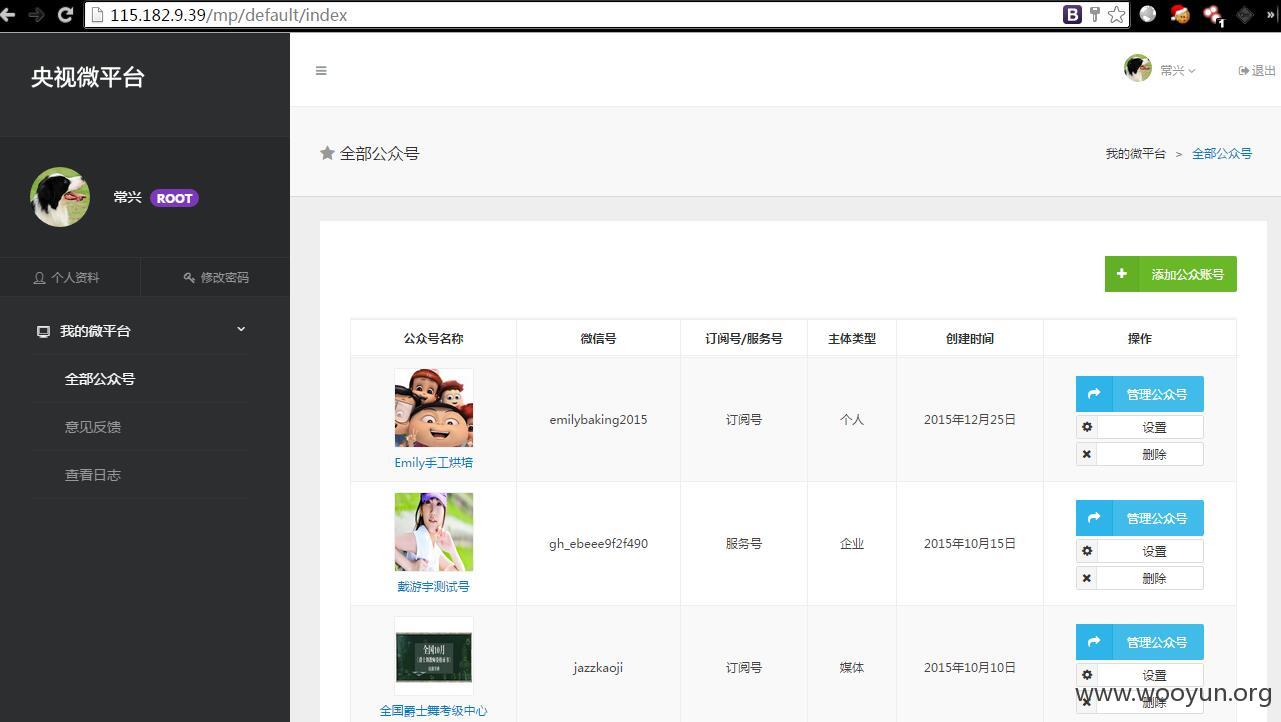 115.182.9.39/mp/default/index
央视微平台
常兴
退出
全部公众号
我的微平台 > 全部公众号
常兴 ROOT
个人资料
修改密码
添加公众账号
我的微平台
全部公众号
意见反馈
查看日志
公众号名称 微信号 订阅号/服务号 主体类型 创建时间 操作
Emily手工烘培 emilybaking2015 订阅号 个人 2015年12月25日
管理公众号
设置
删除
戴游宇测试号 gh_ebeee9f2f490 服务号 企业 2015年10月15日
管理公众号
设置
删除
全国10月
全国爵士舞考级中心 jazzkaoji 订阅号 媒体 2015年10月10日
管理公众号
设置
删除
www.wooyun.org